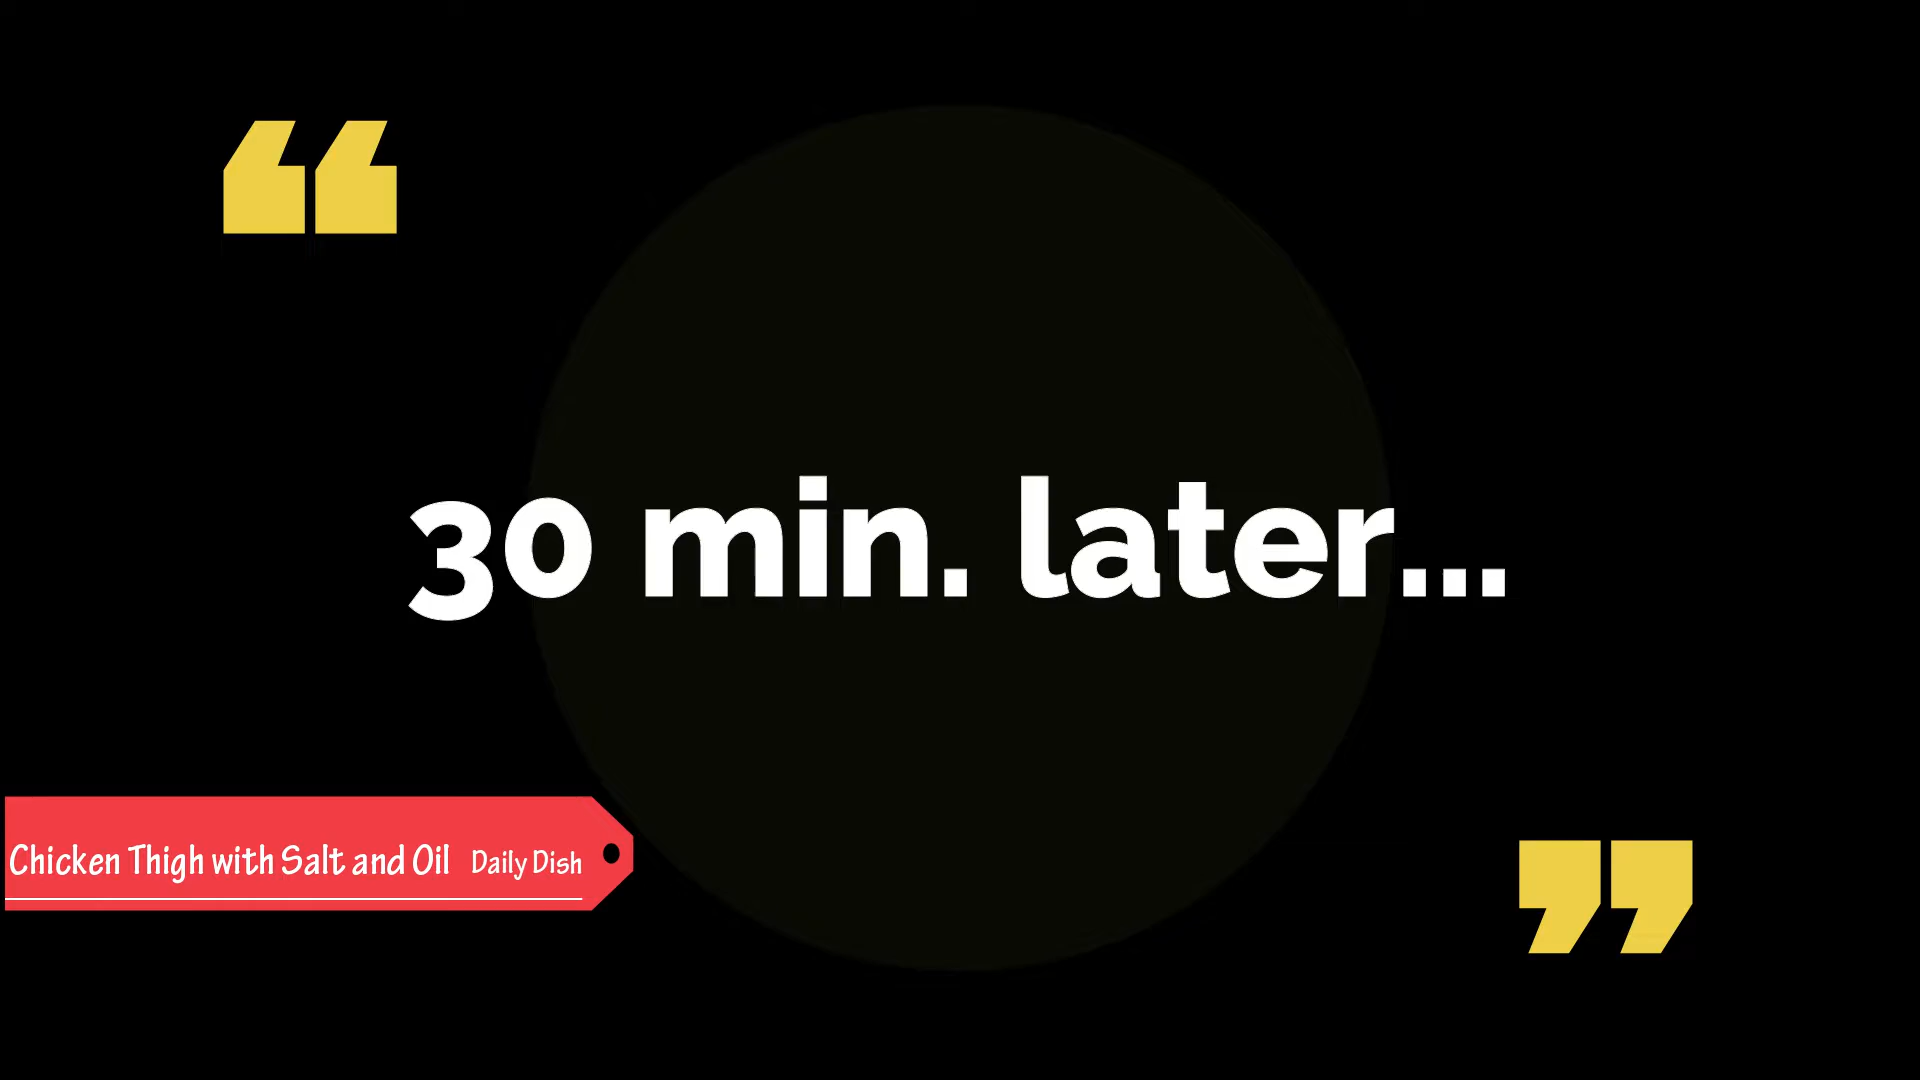 “
30 min. later...
Chicken Thigh with Salt and Oil Daily Dish
”